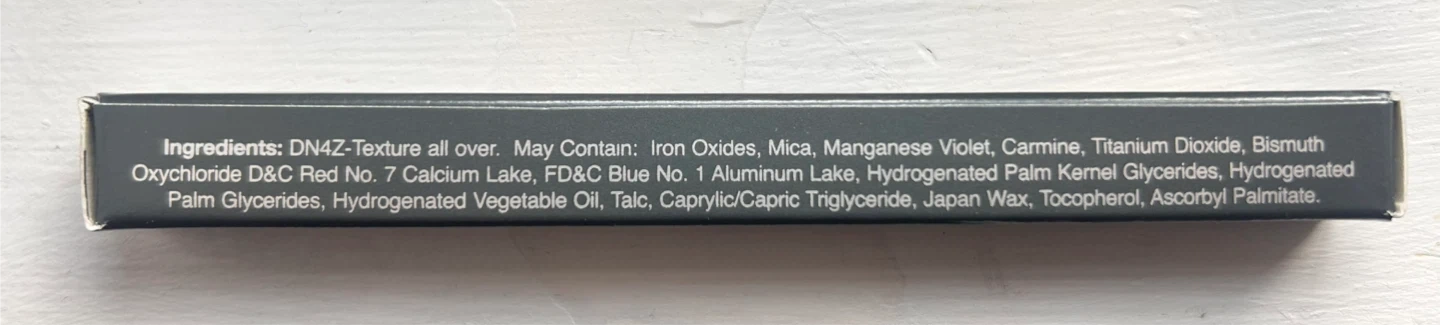 Ingredients: DN4Z-Texture all over. May Contain: Iron Oxides, Mica, Manganese Violet, Carmine, Titanium Dioxide, Bismuth
Oxychloride D&C Red No. 7 Calcium Lake, FD&C Blue No. 1 Aluminum Lake, Hydrogenated Palm Kernel Glycerides, Hydrogenated
Palm Glycerides, Hydrogenated Vegetable Oil, Talc, Caprylic/Capric Triglyceride, Japan Wax, Tocopherol, Ascorbyl Palmitate.